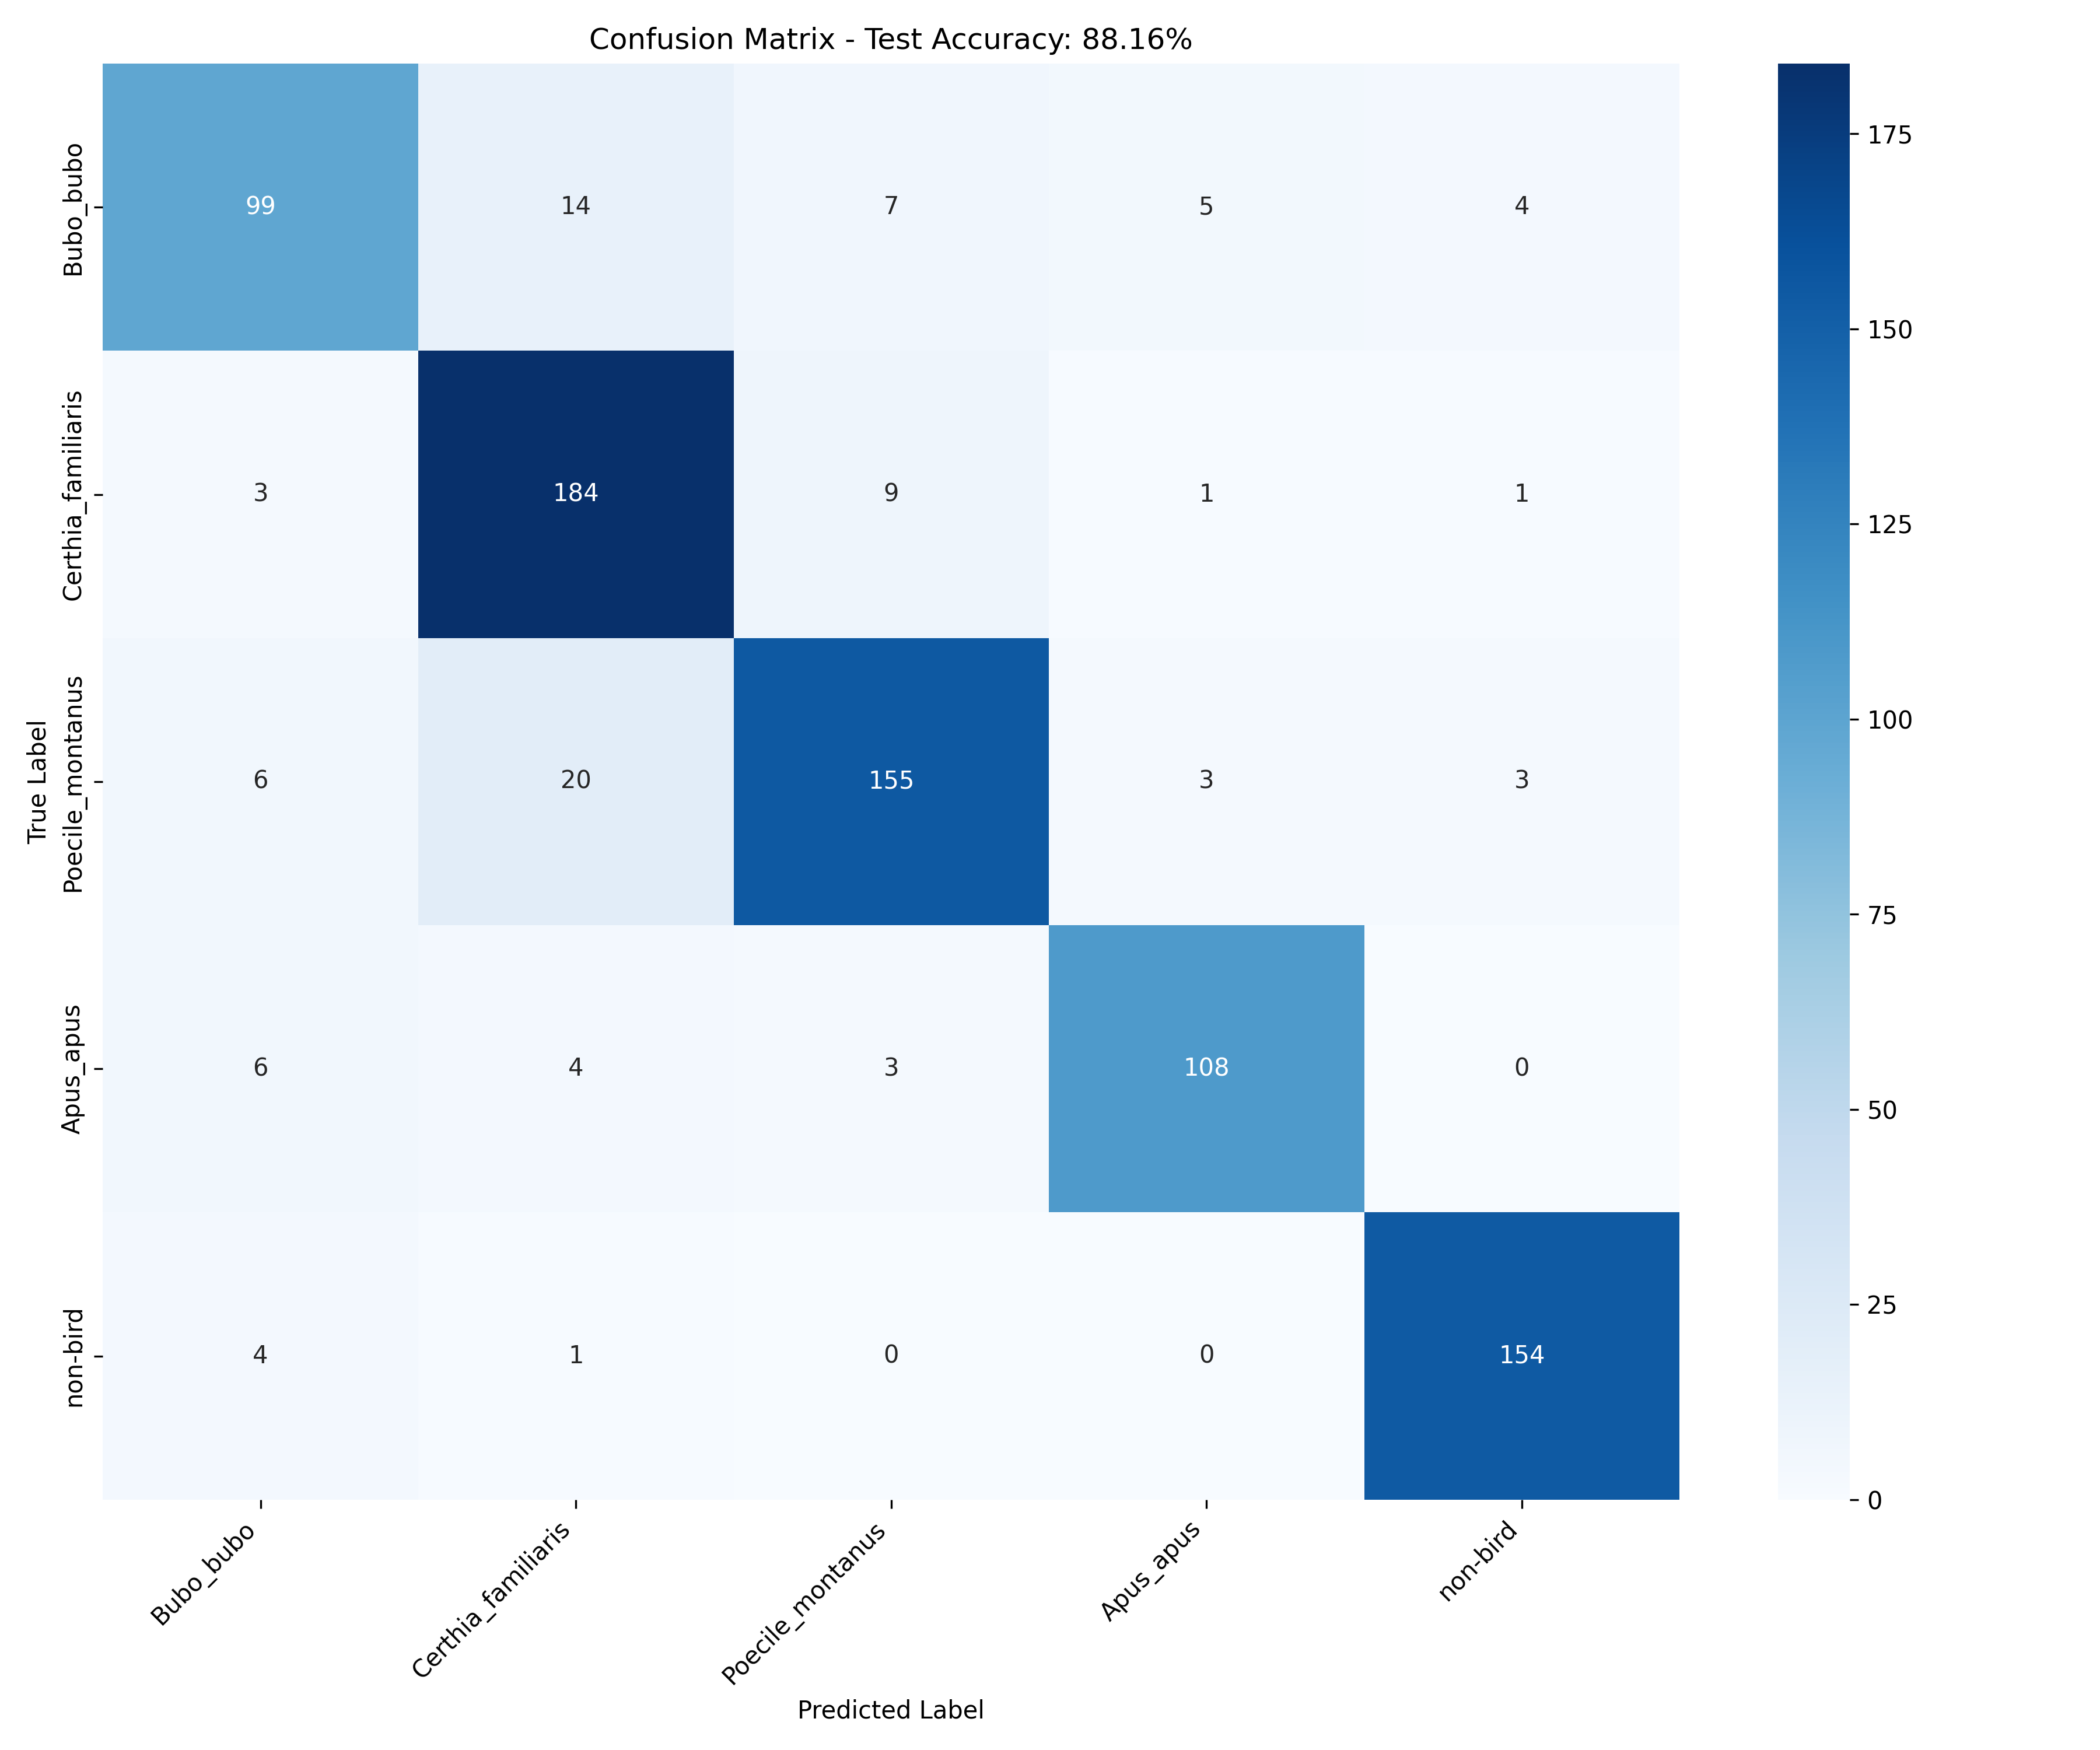 Confusion Matrix - Test Accuracy: 88.16%
True Label
Bubo_bubo 99 14 7 5 4
Certhia_familiaris 3 184 9 1 1
Poecile_montanus 6 20 155 3 3
Apus_apus 6 4 3 108 0
non-bird 4 1 0 0 154
Bubo_bubo Certhia_familiaris Poecile_montanus Apus_apus non-bird
Predicted Label
175
150
125
100
75
50
25
0